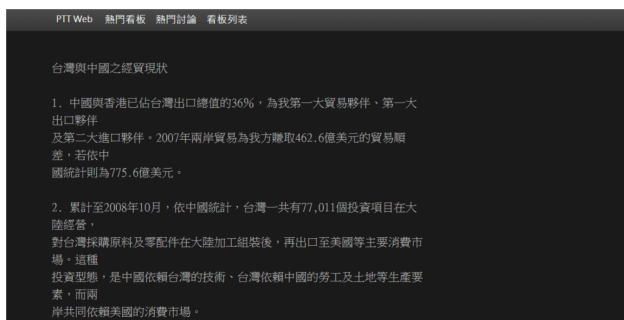 PTT Web 熱門看板 熱門討論 看板列表
台灣與中國之經貿現狀
1. 中國與香港已佔台灣出口總值的36%，為我第一大貿易夥伴、第一大
出口夥伴
及第二大進口夥伴。2007年兩岸貿易為我方賺取462.6億美元的貿易順
差，若依中
國統計則為775.6億美元。
2. 累計至2008年10月，依中國統計，台灣一共有77,011個投資項目在大
陸經營，
對台灣採購原料及零配件在大陸加工組裝後，再出口至美國等主要消費市
場。這種
投資型態，是中國依賴台灣的技術、台灣依賴中國的勞工及土地等生產要
素，而兩
岸共同依賴美國的消費市場。